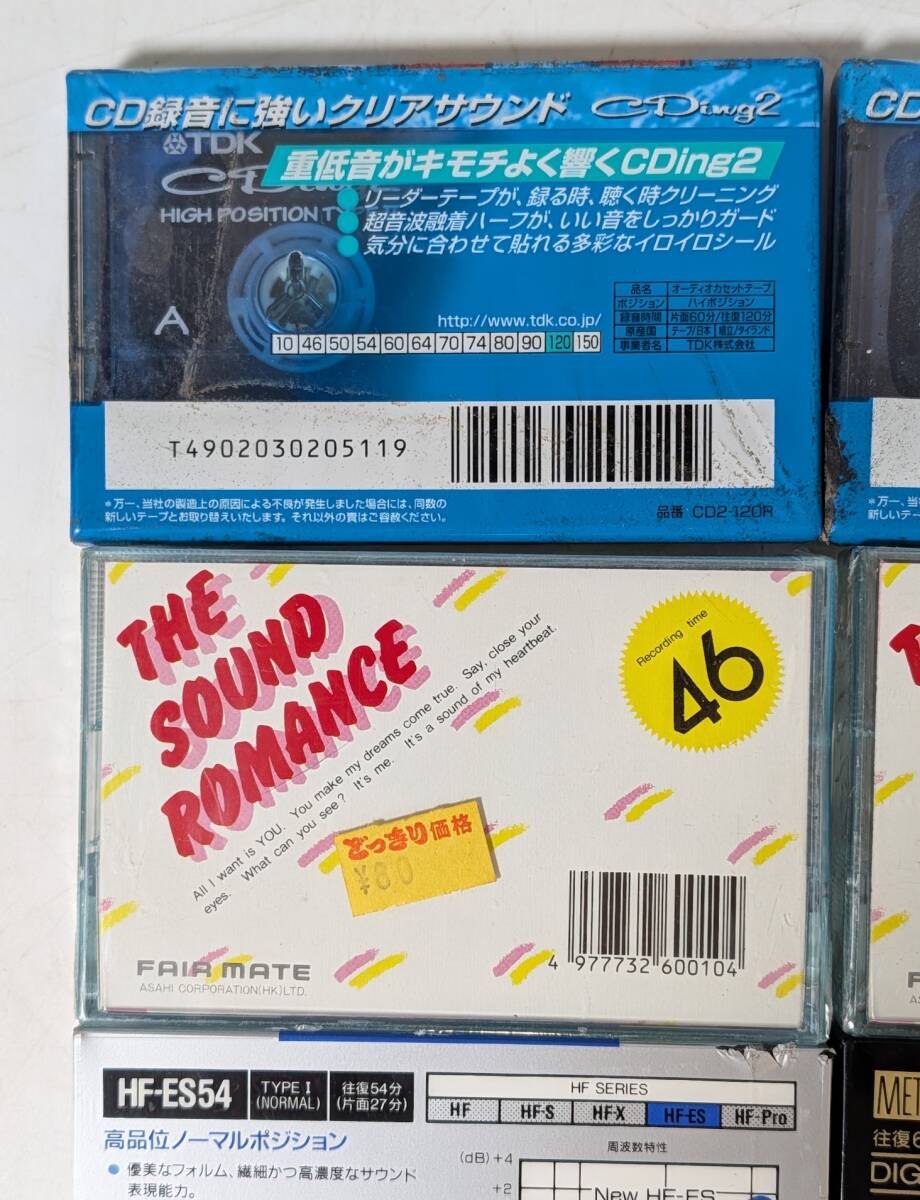 CD録音に強いクリアサウンド CDing2
TDK
重低音がキモチよく響くCDing2
HIGH POSITION
リーダーテープが、録る時、聴く時クリーニング
超音波融着ハーフが、いい音をしっかりガード
気分に合わせて貼れる多彩なイロイロシール
A
http://www.tdk.co.jp/
10 46 50 54 60 64 70 74 80 90 120 150
品名 オーディオカセットテープ
ポジション ハイポジション
録音時間 片面60分/往復120分
原産国 テープ/日本 組立/タイランド
事業者名 TDK株式会社
T4902030205119
*万一、当社の製造上の原因による不良が発生しました場合には、同数の
新しいテープとお取り替えいたします。それ以外の責はご容赦ください。
品番 CD2-120R
CD
*万一、当
新しいテー
THE
SOUND
ROMANCE
All I want is YOU. You make my dreams come true. Say, close your
eyes. What can you see? It's me. It's a sound of my heartbeat.
Recording time
46
どっきり価格
¥80
FAIR MATE
ASAHI CORPORATION(HK)LTD.
4 977732 600104
HF-ES54
TYPE I
(NORMAL)
往復54分
(片面27分)
HF SERIES
HF HF-S HF-X HF-ES HF-Pro
高品位ノーマルポジション
優美なフォルム、繊細かつ高濃度なサウンド
表現能力。
周波数特性
(dB) +4
+2
New HF-ES
往復6